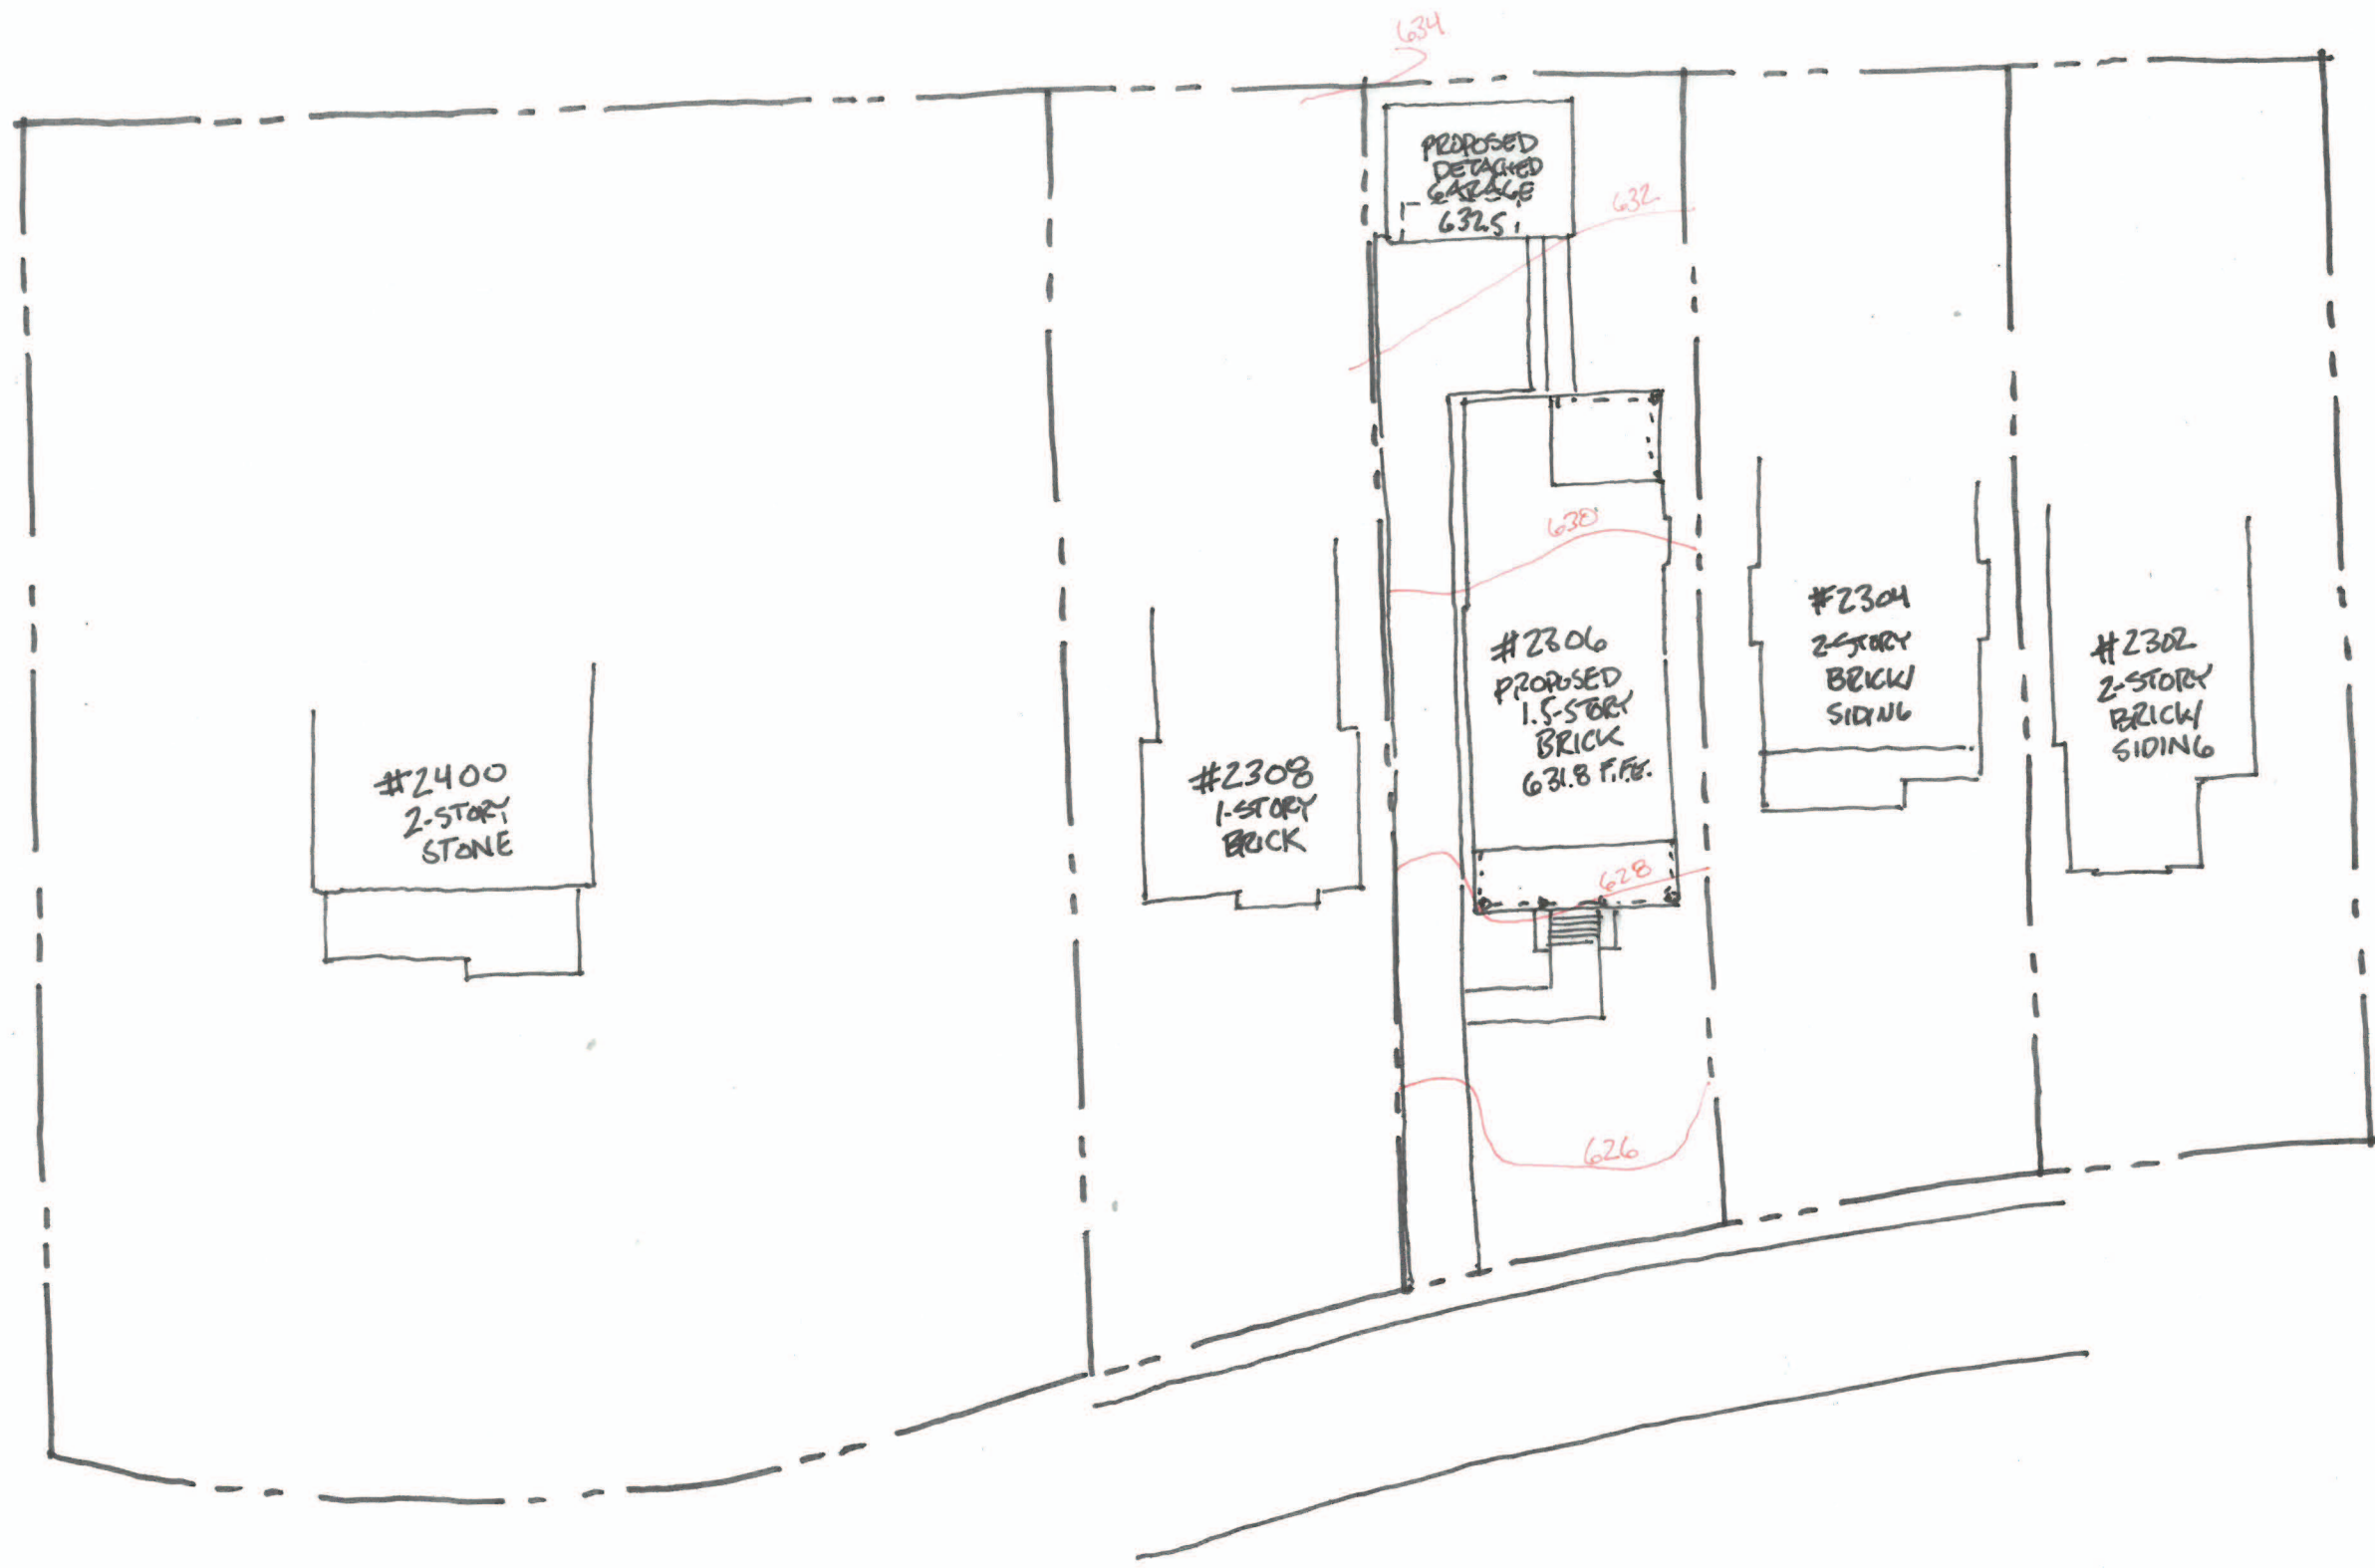 634
PROPOSED
DETACHED
GARAGE
632.5
632
630
#2306
PROPOSED
1.5-STORY
BRICK
631.8 F.F.E.
628
626
#2304
2-STORY
BRICK/
SIDING
#2302
2-STORY
BRICK/
SIDING
#2400
2-STORY
STONE
#2308
1-STORY
BRICK